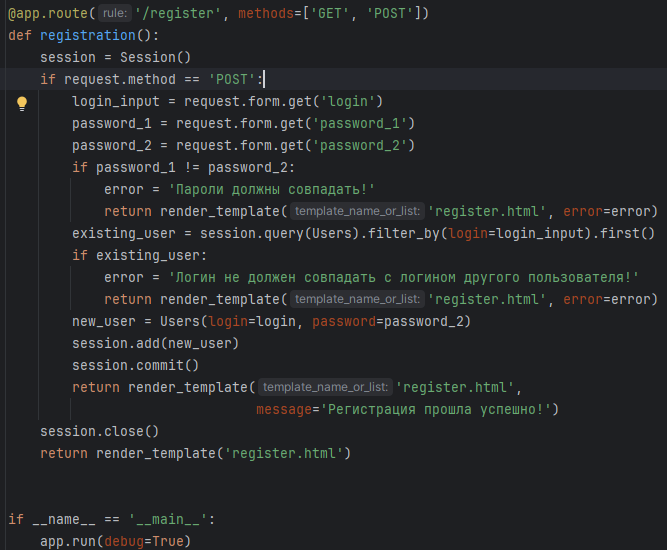 @app.route(rule: '/register', methods=['GET', 'POST'])
def registration():
    session = Session()
    if request.method == 'POST':
        login_input = request.form.get('login')
        password_1 = request.form.get('password_1')
        password_2 = request.form.get('password_2')
        if password_1 != password_2:
            error = 'Пароли должны совпадать!'
            return render_template(template_name_or_list: 'register.html', error=error)
        existing_user = session.query(Users).filter_by(login=login_input).first()
        if existing_user:
            error = 'Логин не должен совпадать с логином другого пользователя!'
            return render_template(template_name_or_list: 'register.html', error=error)
        new_user = Users(login=login, password=password_2)
        session.add(new_user)
        session.commit()
        return render_template(template_name_or_list: 'register.html',
                               message='Регистрация прошла успешно!')
    session.close()
    return render_template('register.html')
if __name__ == '__main__':
    app.run(debug=True)